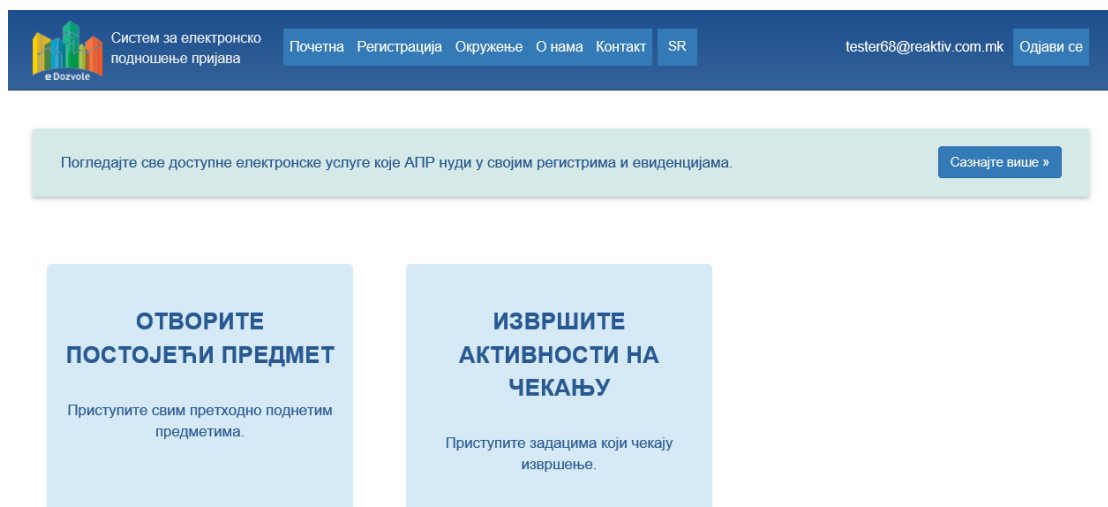 Систем за електронско
подношење пријава
eDozvole
Почетна Регистрација Окружење О нама Контакт SR
tester68@reaktiv.com.mk Одјави се
Погледајте све доступне електронске услуге које АПР нуди у својим регистрима и евиденцијама.
Сазнајте више »
ОТВОРИТЕ
ПОСТОЈЕЋИ ПРЕДМЕТ
Приступите свим претходно поднетим
предметима.
ИЗВРШИТЕ
АКТИВНОСТИ НА
ЧЕКАЊУ
Приступите задацима који чекају
извршење.